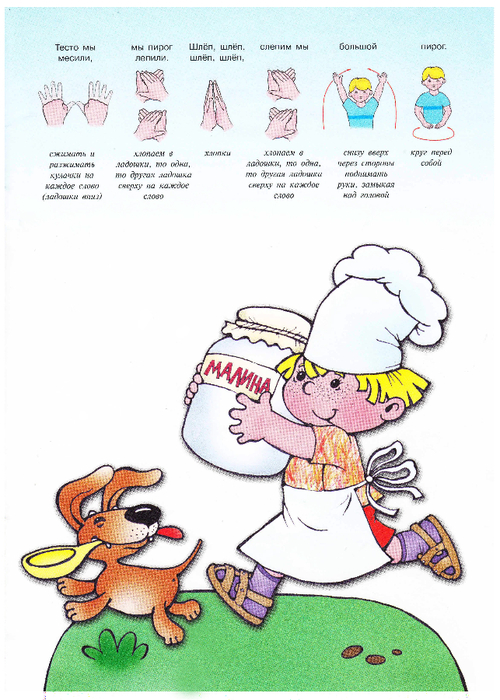 Тесто мы
месили,
мы пирог
лепили.
Шлёп, шлёп.
шлёп, шлёп,
слепим мы
большой
пирог.
сжимать и
разжимать
кулачки на
каждое слово
(ладошки вниз)
хлопаем в
ладошки, то одна,
то другая ладошка
сверху на каждое
слово
хлопки
хлопаем в
ладошки, то одна,
то другая ладошка
сверху на каждое
слово
снизу вверх
через стороны
поднимать
руки, замыкая
над головой
круг перед
собой
МАЛИНА